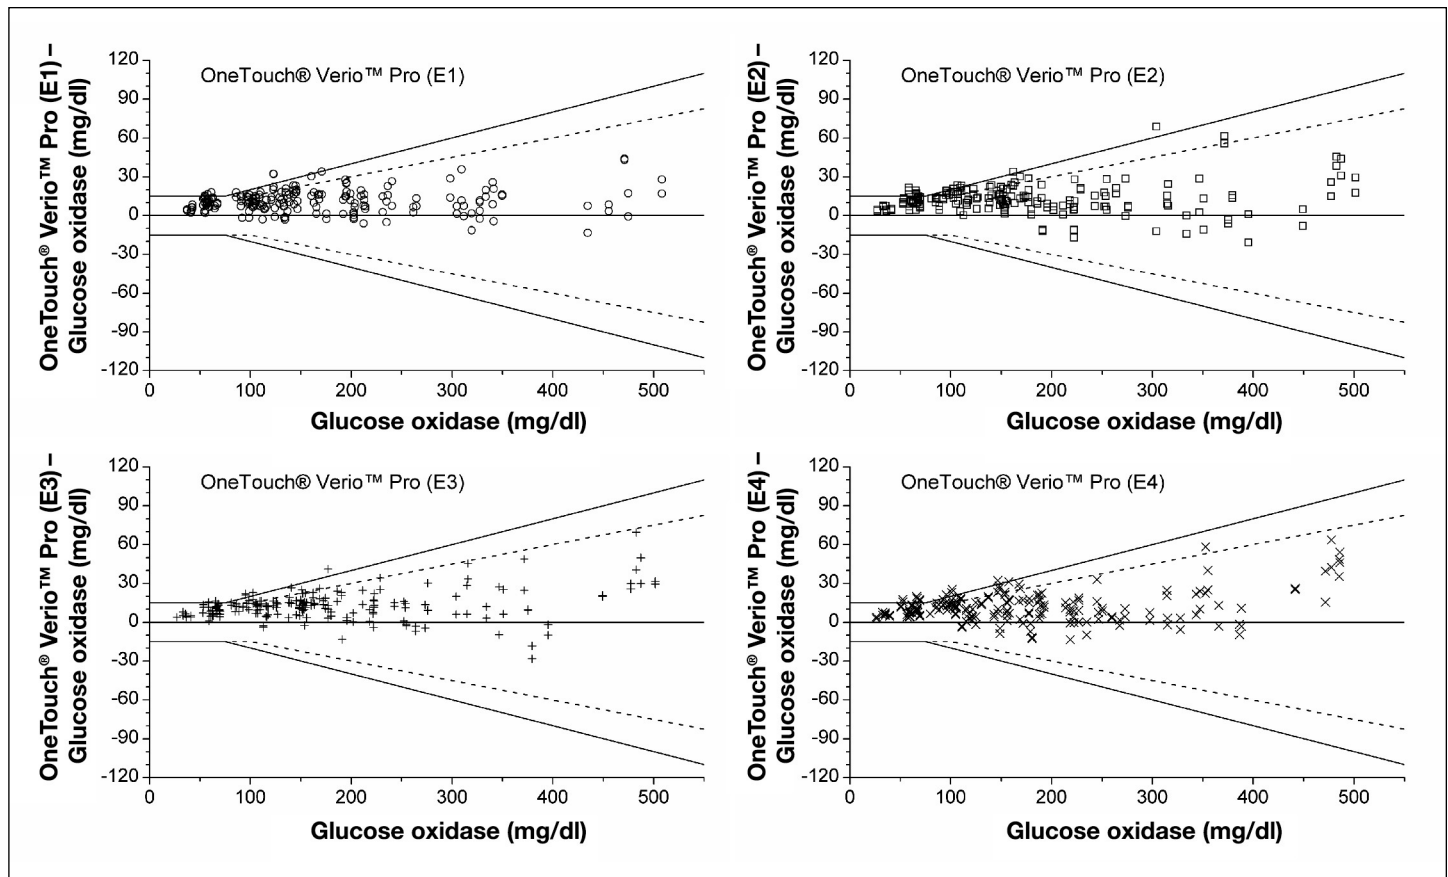 OneTouch® Verio™ Pro (E1) –
Glucose oxidase (mg/dl)
120
90
60
30
0
-30
-60
-90
-120
OneTouch® Verio™ Pro (E1)
0 100 200 300 400 500
Glucose oxidase (mg/dl)
OneTouch® Verio™ Pro (E2) –
Glucose oxidase (mg/dl)
120
90
60
30
0
-30
-60
-90
-120
OneTouch® Verio™ Pro (E2)
0 100 200 300 400 500
Glucose oxidase (mg/dl)
OneTouch® Verio™ Pro (E3) –
Glucose oxidase (mg/dl)
120
90
60
30
0
-30
-60
-90
-120
OneTouch® Verio™ Pro (E3)
0 100 200 300 400 500
Glucose oxidase (mg/dl)
OneTouch® Verio™ Pro (E4) –
Glucose oxidase (mg/dl)
120
90
60
30
0
-30
-60
-90
-120
OneTouch® Verio™ Pro (E4)
0 100 200 300 400 500
Glucose oxidase (mg/dl)